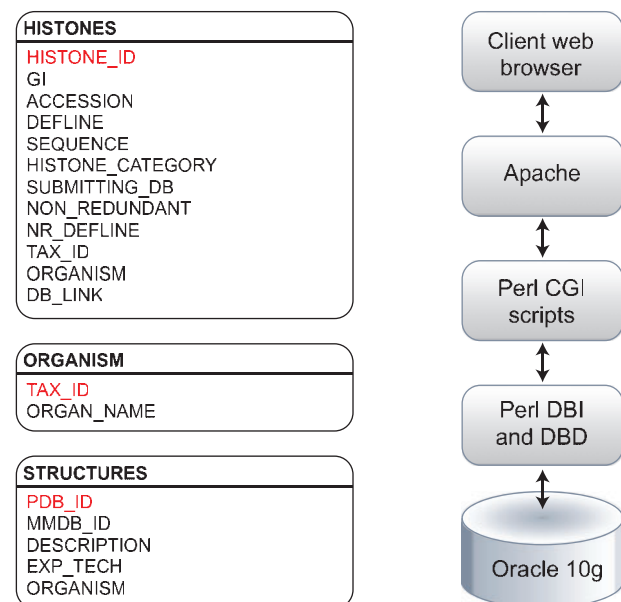 HISTONES
HISTONE_ID
GI
ACCESSION
DEFLINE
SEQUENCE
HISTONE_CATEGORY
SUBMITTING_DB
NON_REDUNDANT
NR_DEFLINE
TAX_ID
ORGANISM
DB_LINK
ORGANISM
TAX_ID
ORGAN_NAME
STRUCTURES
PDB_ID
MMDB_ID
DESCRIPTION
EXP_TECH
ORGANISM
Client web
browser
Apache
Perl CGI
scripts
Perl DBI
and DBD
Oracle 10g